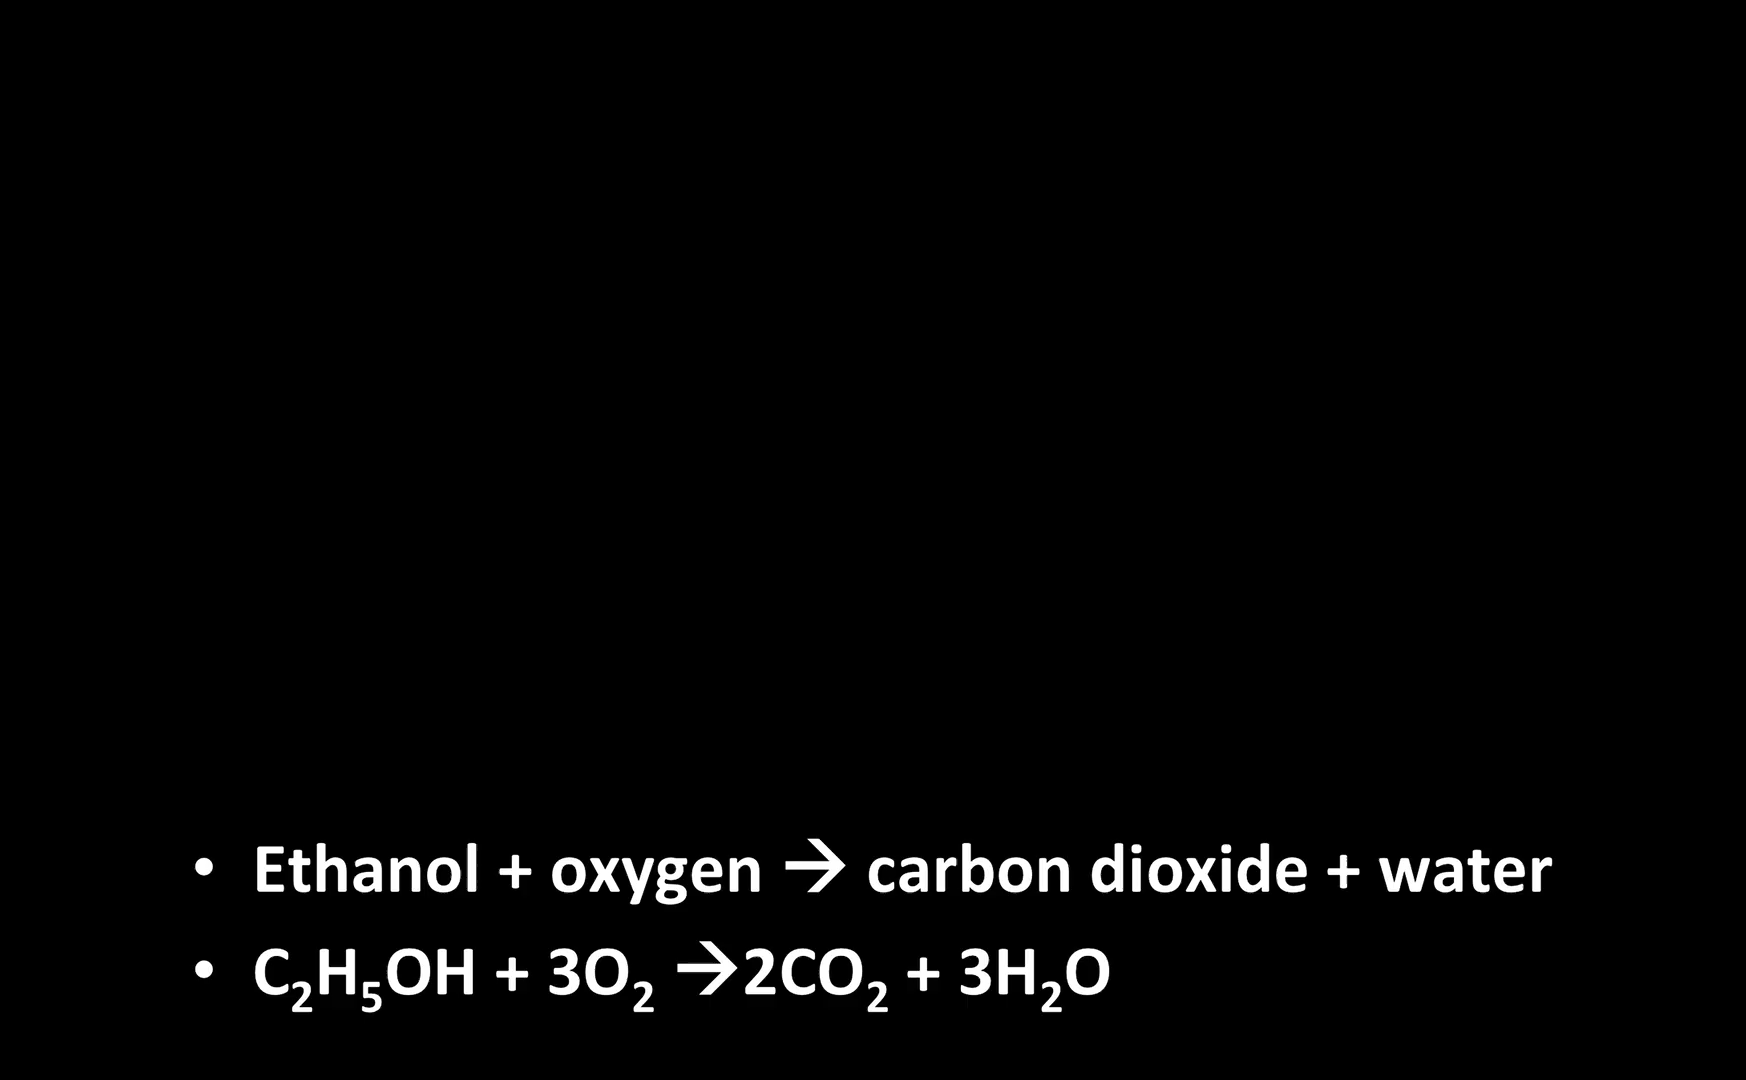 • Ethanol + oxygen → carbon dioxide + water
• C₂H₅OH + 3O₂ →2CO₂ + 3H₂O